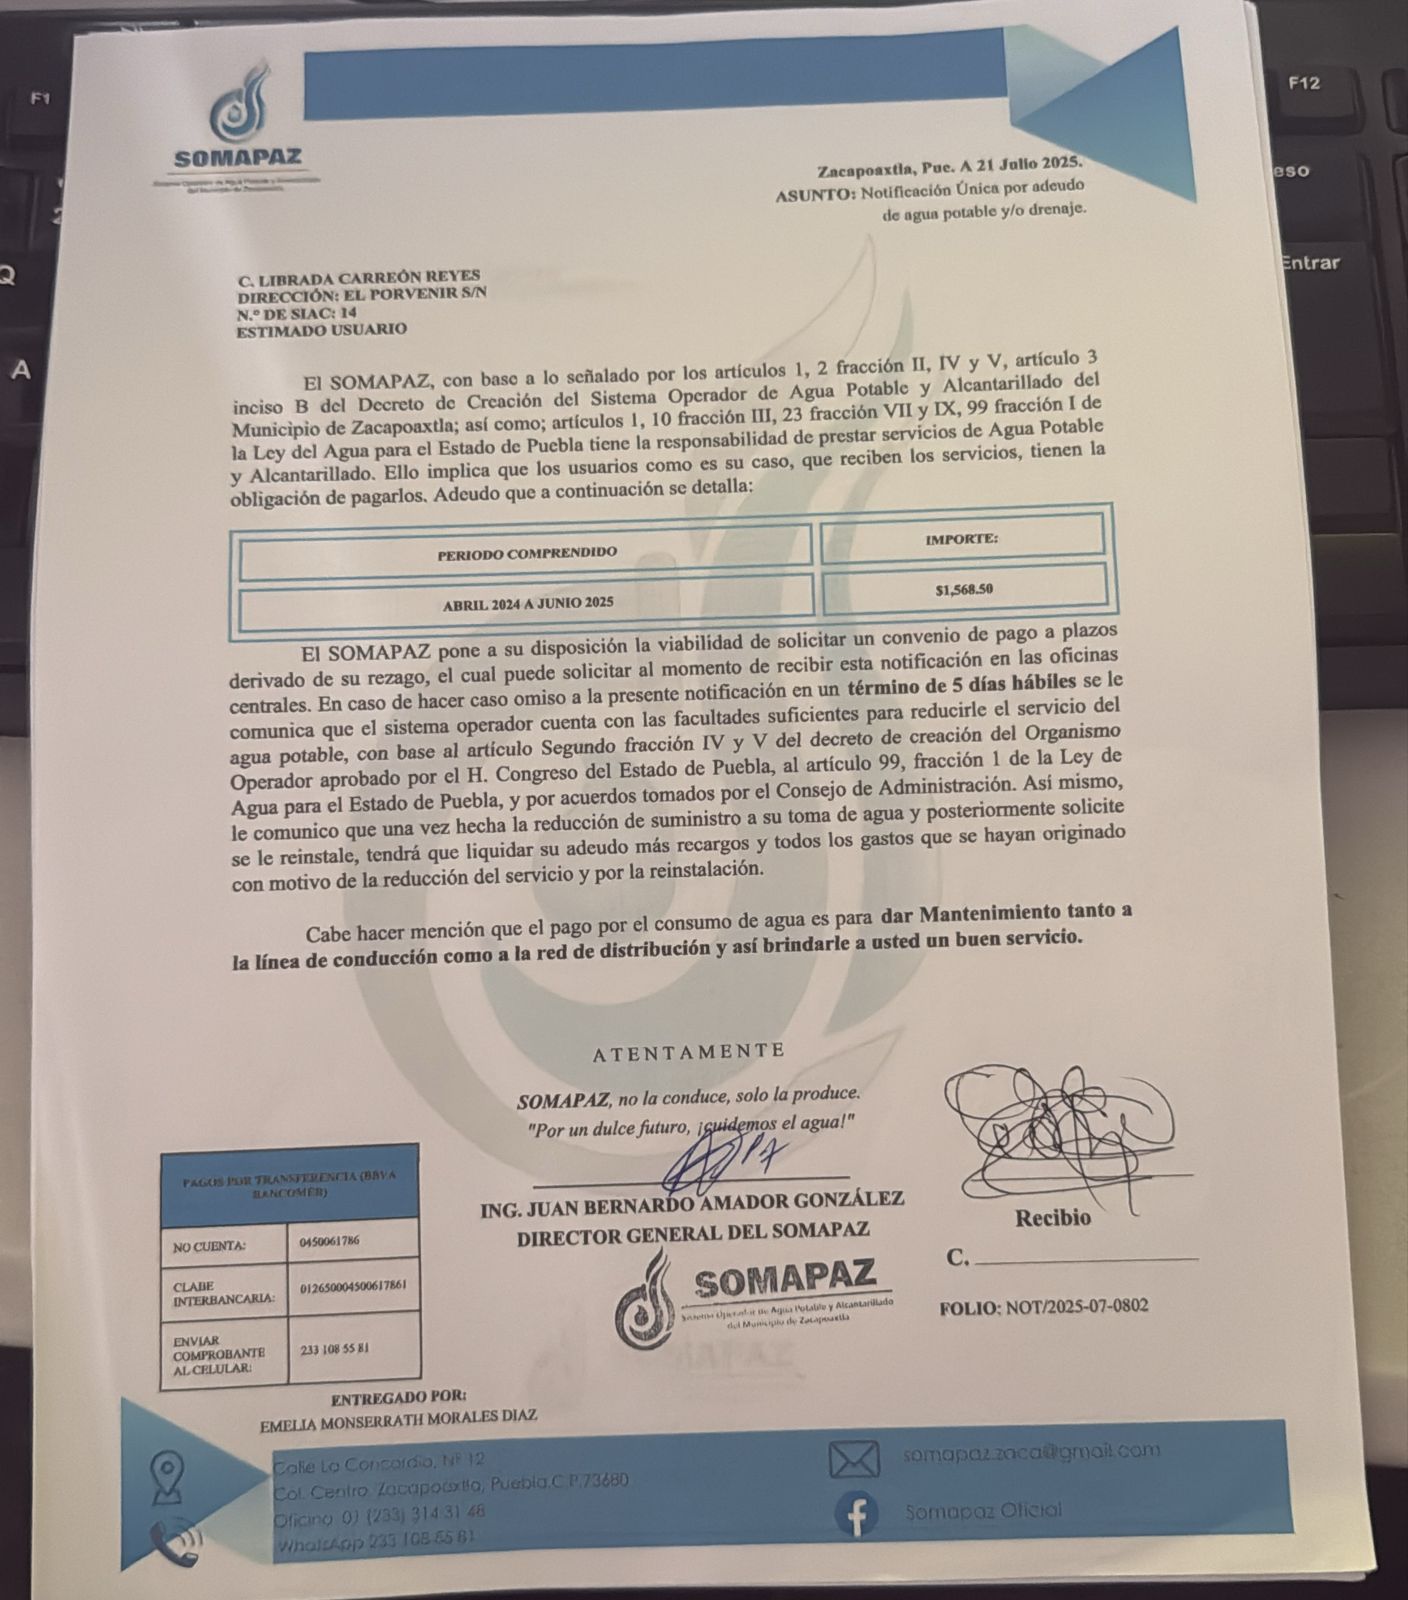 F1
F12
eso
Entrar
Q
A
SOMAPAZ
Sistema Operador de Agua Potable y Alcantarillado
del Municipio de Zacapoaxtla
Zacapoaxtla, Pue. A 21 Julio 2025.
ASUNTO: Notificación Única por adeudo
de agua potable y/o drenaje.
C. LIBRADA CARREÓN REYES
DIRECCIÓN: EL PORVENIR S/N
N.º DE SIAC: 14
ESTIMADO USUARIO
El SOMAPAZ, con base a lo señalado por los artículos 1, 2 fracción II, IV y V, artículo 3
inciso B del Decreto de Creación del Sistema Operador de Agua Potable y Alcantarillado del
Municipio de Zacapoaxtla; así como; artículos 1, 10 fracción III, 23 fracción VII y IX, 99 fracción I de
la Ley del Agua para el Estado de Puebla tiene la responsabilidad de prestar servicios de Agua Potable
y Alcantarillado. Ello implica que los usuarios como es su caso, que reciben los servicios, tienen la
obligación de pagarlos. Adeudo que a continuación se detalla:
PERIODO COMPRENDIDO IMPORTE:
ABRIL 2024 A JUNIO 2025 $1,568.50
El SOMAPAZ pone a su disposición la viabilidad de solicitar un convenio de pago a plazos
derivado de su rezago, el cual puede solicitar al momento de recibir esta notificación en las oficinas
centrales. En caso de hacer caso omiso a la presente notificación en un término de 5 días hábiles se le
comunica que el sistema operador cuenta con las facultades suficientes para reducirle el servicio del
agua potable, con base al artículo Segundo fracción IV y V del decreto de creación del Organismo
Operador aprobado por el H. Congreso del Estado de Puebla, al artículo 99, fracción 1 de la Ley de
Agua para el Estado de Puebla, y por acuerdos tomados por el Consejo de Administración. Así mismo,
le comunico que una vez hecha la reducción de suministro a su toma de agua y posteriormente solicite
se le reinstale, tendrá que liquidar su adeudo más recargos y todos los gastos que se hayan originado
con motivo de la reducción del servicio y por la reinstalación.
Cabe hacer mención que el pago por el consumo de agua es para dar Mantenimiento tanto a
la línea de conducción como a la red de distribución y así brindarle a usted un buen servicio.
ATENTAMENTE
SOMAPAZ, no la conduce, solo la produce.
"Por un dulce futuro, ¡cuidemos el agua!"
ING. JUAN BERNARDO AMADOR GONZÁLEZ
DIRECTOR GENERAL DEL SOMAPAZ
SOMAPAZ
Sistema Operador de Agua Potable y Alcantarillado
del Municipio de Zacapoaxtla
Recibio
C.
FOLIO: NOT/2025-07-0802
PAGOS POR TRANSFERENCIA (BBVA
BANCOMER)
NO CUENTA: 0450061786
CLABE
INTERBANCARIA: 012650004500617861
ENVIAR
COMPROBANTE
AL CELULAR: 233 108 55 81
ENTREGADO POR:
EMELIA MONSERRATH MORALES DIAZ
Calle La Concordia, Nº 12
Col. Centro, Zacapoaxtla, Puebla.C.P.73680
Oficina 01 (233) 314 31 48
WhatsApp 233 108 55 81
somapaz.zaca@gmail.com
Somapaz Oficial